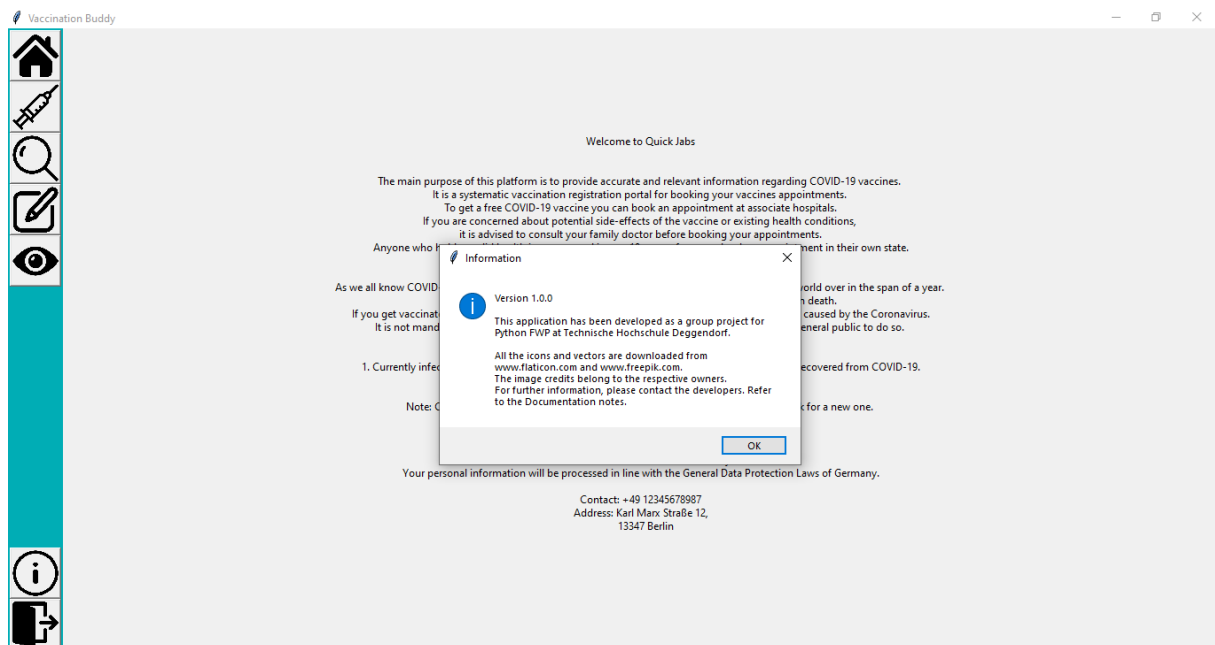 Vaccination Buddy
Welcome to Quick Jabs
The main purpose of this platform is to provide accurate and relevant information regarding COVID-19 vaccines.
It is a systematic vaccination registration portal for booking your vaccines appointments.
To get a free COVID-19 vaccine you can book an appointment at associate hospitals.
If you are concerned about potential side-effects of the vaccine or existing health conditions,
it is advised to consult your family doctor before booking your appointments.
Anyone who in their own state.
As we all know COVID- world over in the span of a year.
death.
If you get caused by the Coronavirus.
It is not general public to do so.
1. Currently recovered from COVID-19.
Note: for a new one.
Information
Version 1.0.0
This application has been developed as a group project for
Python FWP at Technische Hochschule Deggendorf.
All the icons and vectors are downloaded from
www.flaticon.com and www.freepik.com.
The image credits belong to the respective owners.
For further information, please contact the developers. Refer
to the Documentation notes.
OK
Your personal information will be processed in line with the General Data Protection Laws of Germany.
Contact: +49 12345678987
Address: Karl Marx Straße 12,
13347 Berlin